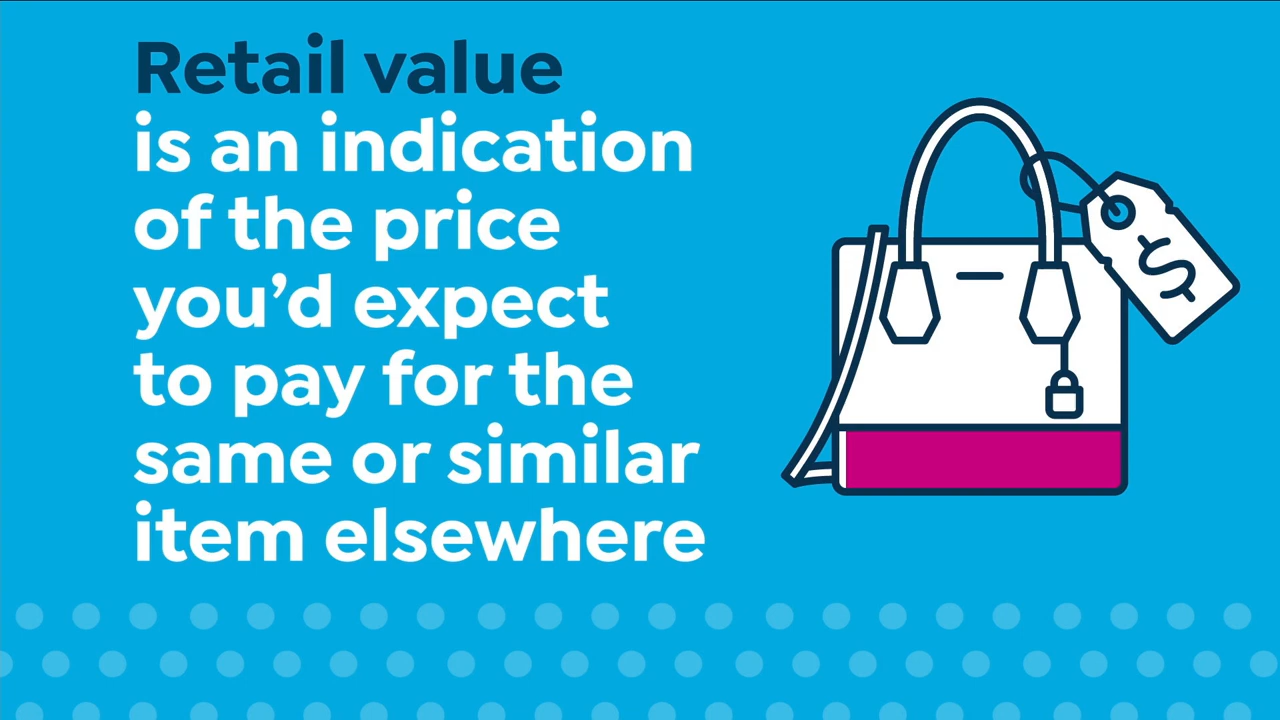 Retail value
is an indication
of the price
you’d expect
to pay for the
same or similar
item elsewhere
$